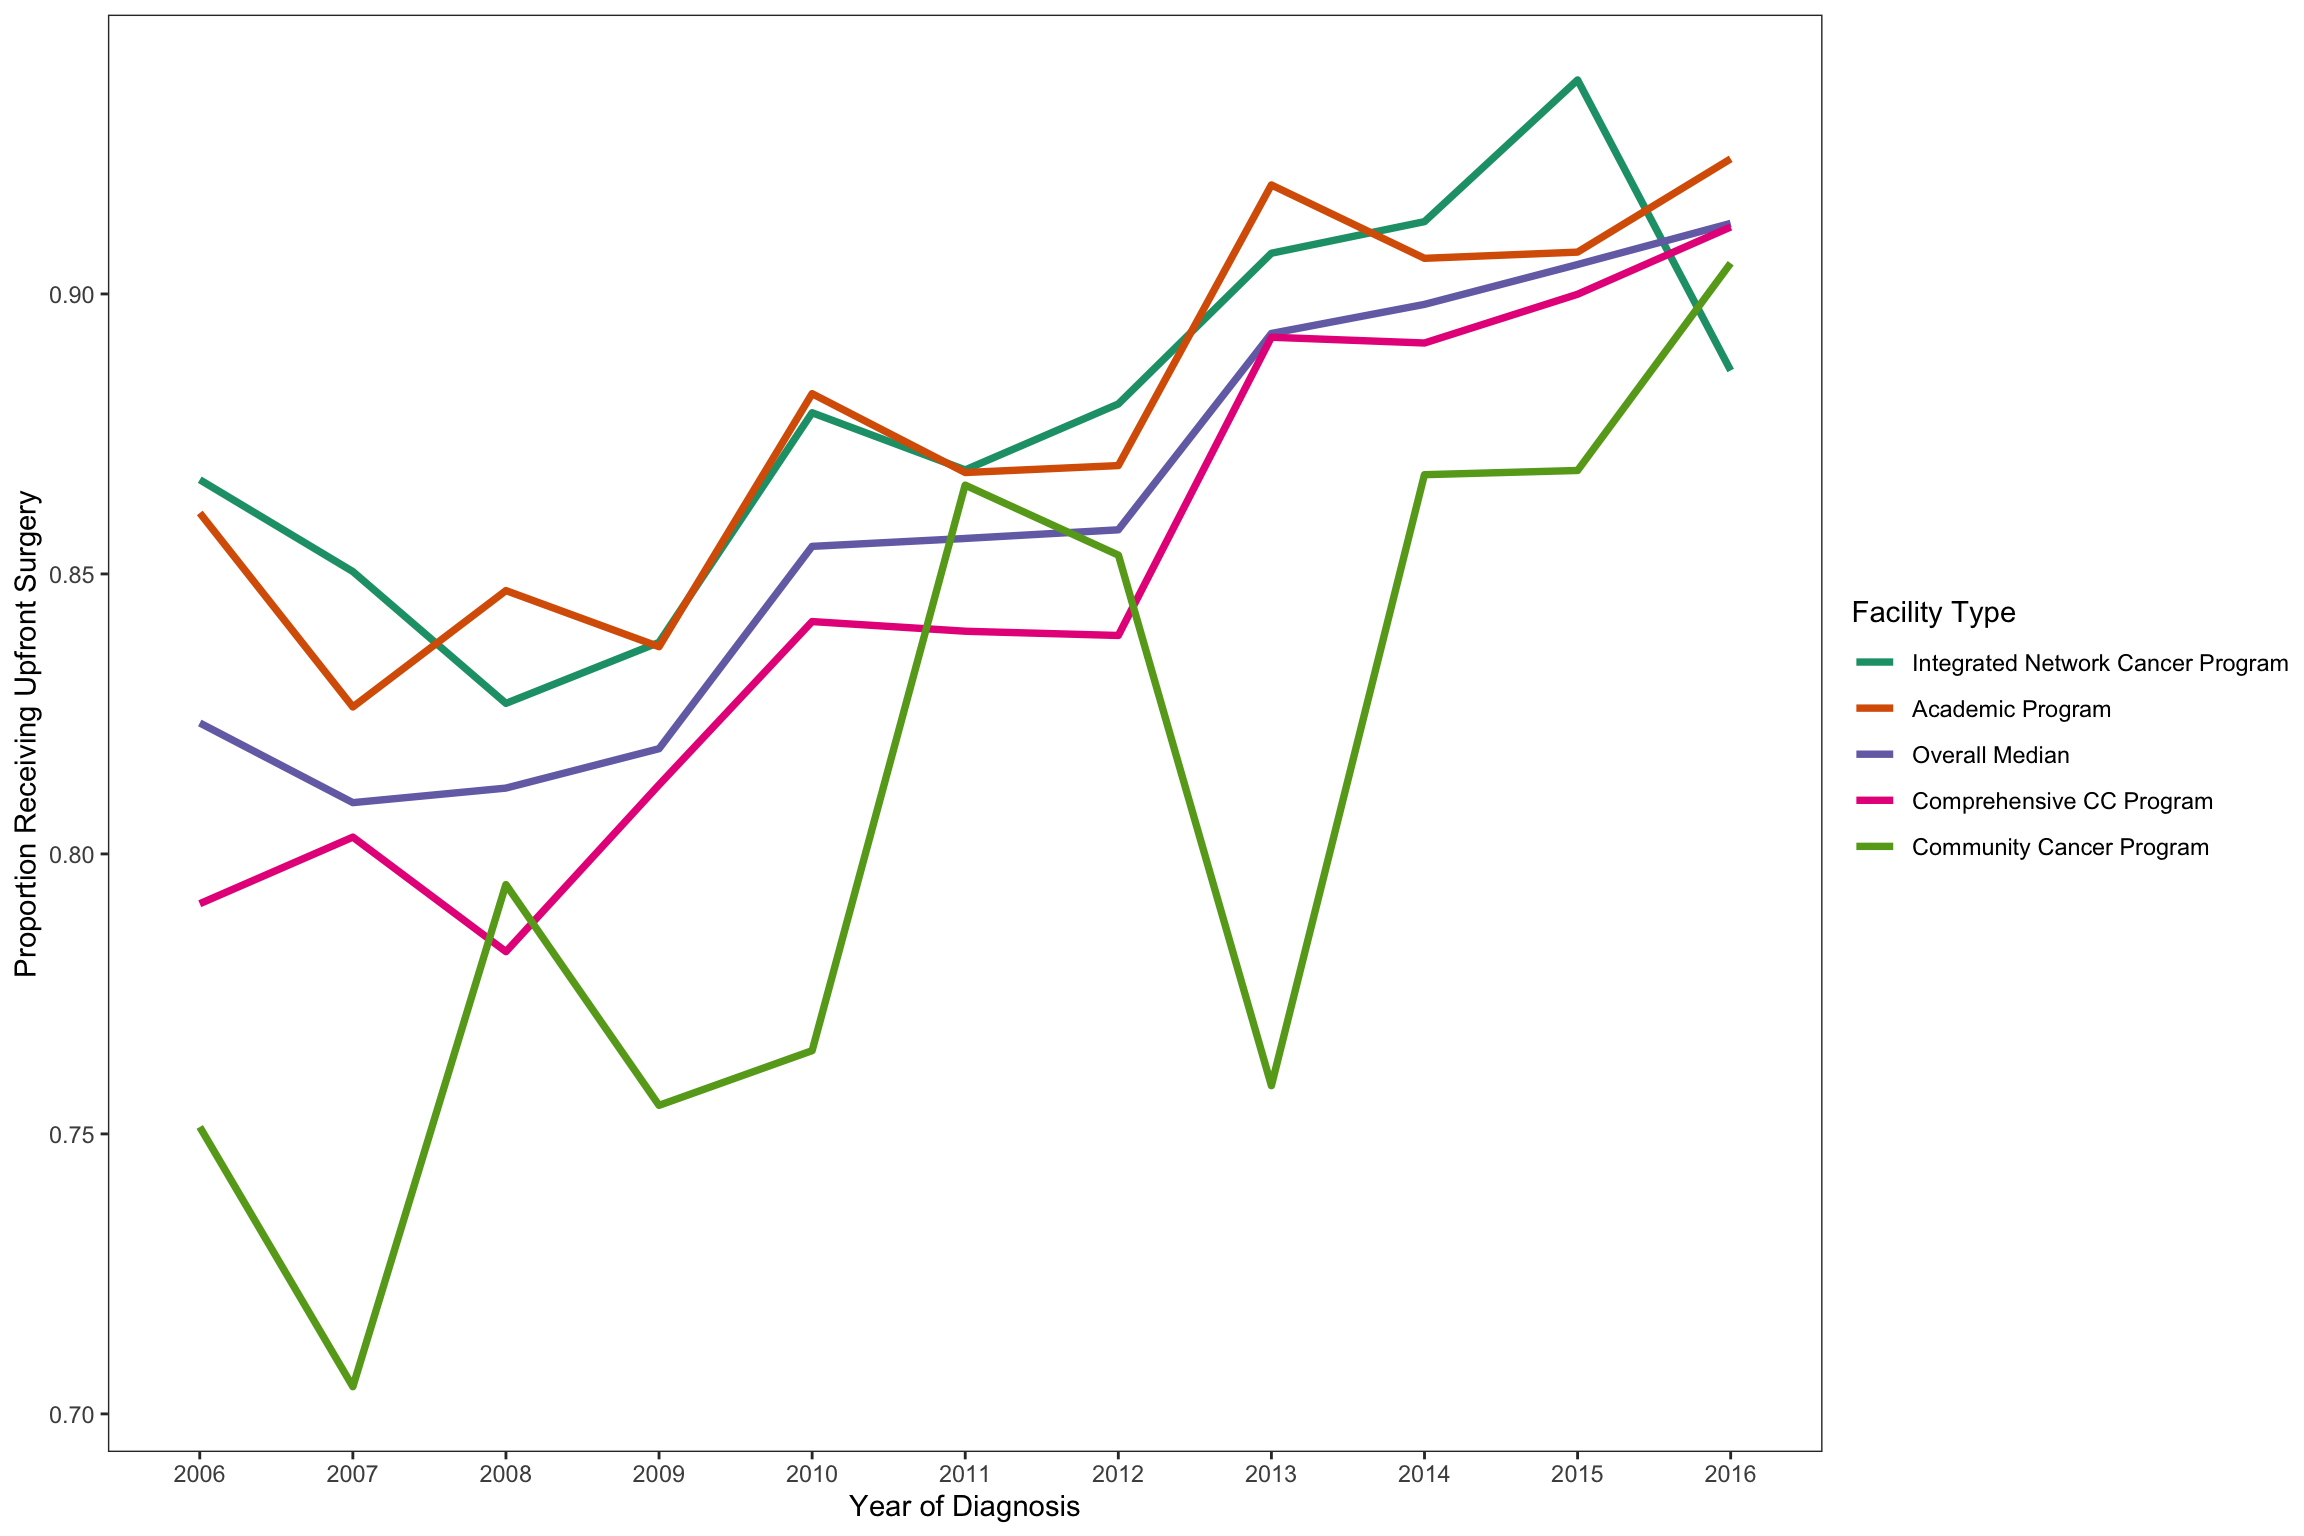 Proportion Receiving Upfront Surgery
0.90
0.85
0.80
0.75
0.70
2006 2007 2008 2009 2010 2011 2012 2013 2014 2015 2016
Year of Diagnosis
Facility Type
Integrated Network Cancer Program
Academic Program
Overall Median
Comprehensive CC Program
Community Cancer Program